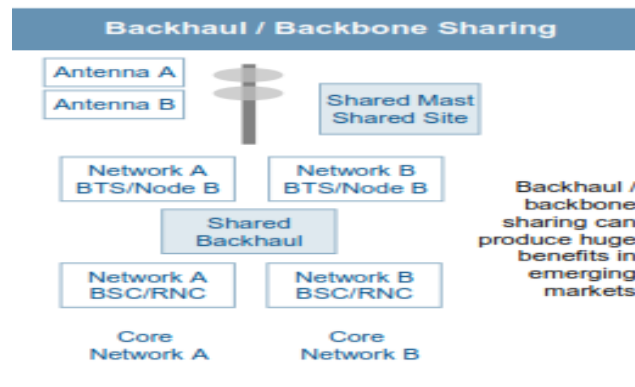 Backhaul / Backbone Sharing
Antenna A
Antenna B
Shared Mast
Shared Site
Network A
BTS/Node B
Network B
BTS/Node B
Shared
Backhaul
Network A
BSC/RNC
Network B
BSC/RNC
Core
Network A
Core
Network B
Backhaul /
backbone
sharing can
produce huge
benefits in
emerging
markets